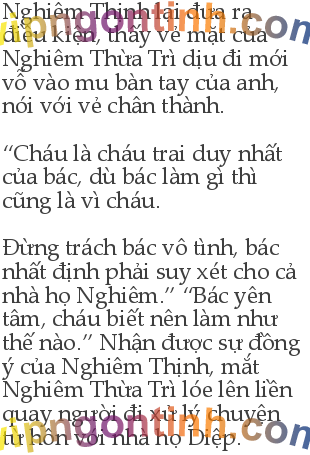 Nghiêm Thịnh lại đưa ra
điều kiện, thấy vẻ mặt của
Nghiêm Thừa Trì dịu đi mới
vỗ vào mu bàn tay của anh,
nói với vẻ chân thành.
“Cháu là cháu trai duy nhất
của bác, dù bác làm gì thì
cũng là vì cháu.
Đừng trách bác vô tình, bác
nhất định phải suy xét cho cả
nhà họ Nghiêm.” “Bác yên
tâm, cháu biết nên làm như
thế nào.” Nhận được sự đồng
ý của Nghiêm Thịnh, mắt
Nghiêm Thừa Trì lóe lên liền
quay người đi xử lý chuyện
từ hôn với nhà họ Diệp.
vipngontinh.com
vipngontinh.com